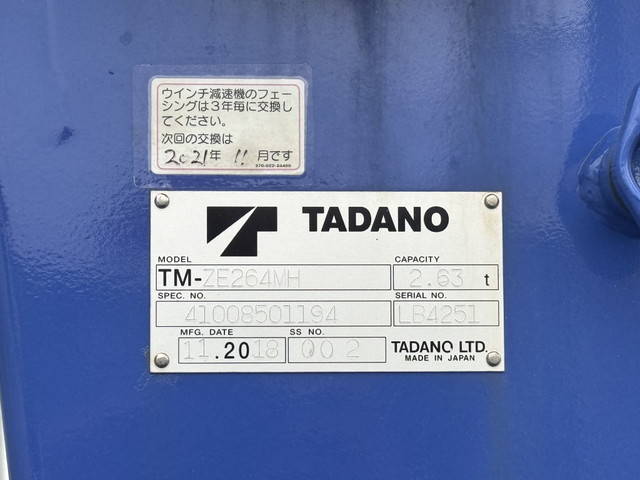 ウインチ減速機のフェー
シングは3年毎に交換し
てください。
次回の交換は
2021年 11月です
TADANO
MODEL
CAPACITY
TM-ZE264MH
2.63 t
SPEC. NO.
SERIAL NO.
41008501194
LB4251
MFG. DATE
SS NO.
11.2018
002
TADANO LTD.
MADE IN JAPAN